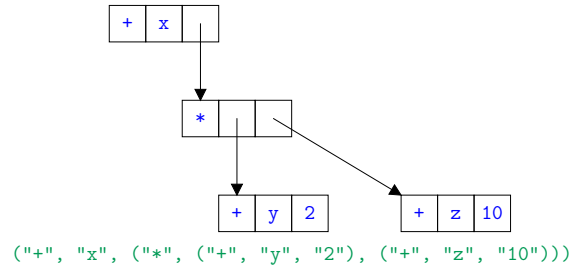 + x
*
+ y 2 + z 10
("+", "x", ("*", ("+", "y", "2"), ("+", "z", "10")))